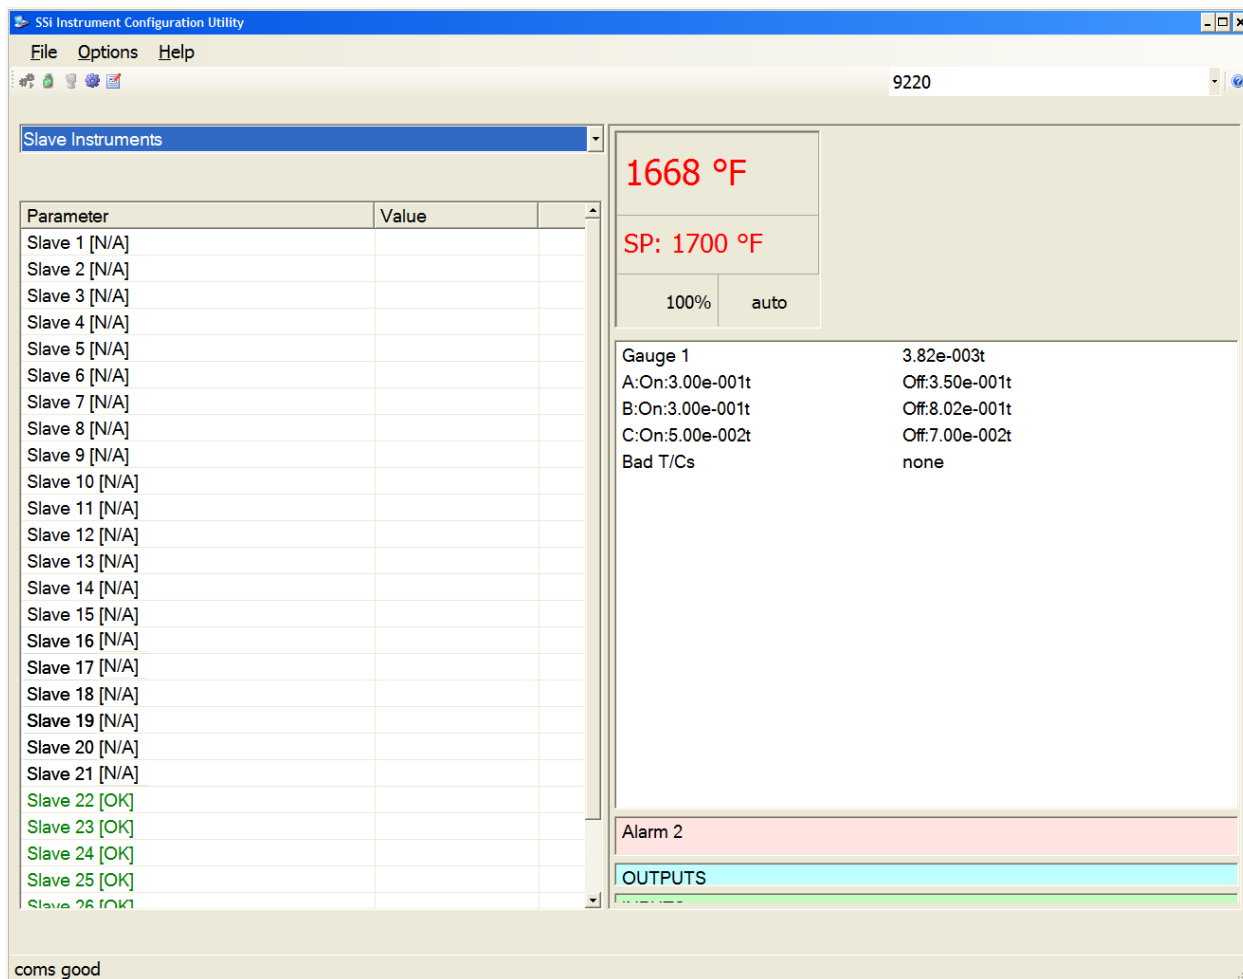 SSi Instrument Configuration Utility
File Options Help
9220
Slave Instruments
Parameter Value
Slave 1 [N/A]
Slave 2 [N/A]
Slave 3 [N/A]
Slave 4 [N/A]
Slave 5 [N/A]
Slave 6 [N/A]
Slave 7 [N/A]
Slave 8 [N/A]
Slave 9 [N/A]
Slave 10 [N/A]
Slave 11 [N/A]
Slave 12 [N/A]
Slave 13 [N/A]
Slave 14 [N/A]
Slave 15 [N/A]
Slave 16 [N/A]
Slave 17 [N/A]
Slave 18 [N/A]
Slave 19 [N/A]
Slave 20 [N/A]
Slave 21 [N/A]
Slave 22 [OK]
Slave 23 [OK]
Slave 24 [OK]
Slave 25 [OK]
Slave 26 [OK]
1668 °F
SP: 1700 °F
100% auto
Gauge 1 3.82e-003t
A:On:3.00e-001t Off:3.50e-001t
B:On:3.00e-001t Off:8.02e-001t
C:On:5.00e-002t Off:7.00e-002t
Bad T/Cs none
Alarm 2
OUTPUTS
coms good